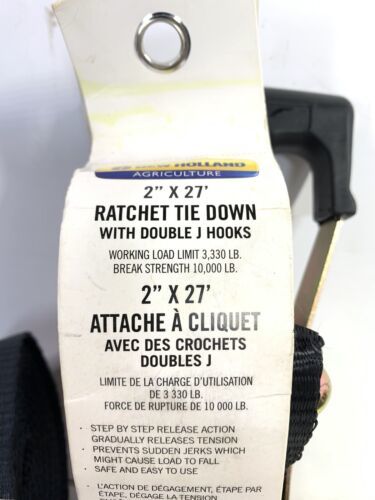 NEW HOLLAND
AGRICULTURE
2" X 27'
RATCHET TIE DOWN
WITH DOUBLE J HOOKS
WORKING LOAD LIMIT 3,330 LB.
BREAK STRENGTH 10,000 LB.
2" X 27'
ATTACHE À CLIQUET
AVEC DES CROCHETS
DOUBLES J
LIMITE DE LA CHARGE D'UTILISATION
DE 3 330 LB.
FORCE DE RUPTURE DE 10 000 LB.
· STEP BY STEP RELEASE ACTION
GRADUALLY RELEASES TENSION
· PREVENTS SUDDEN JERKS WHICH
MIGHT CAUSE LOAD TO FALL
· SAFE AND EASY TO USE
· L'ACTION DE DÉGAGEMENT, ÉTAPE PAR
ÉTAPE, DÉGAGE LA TENSION